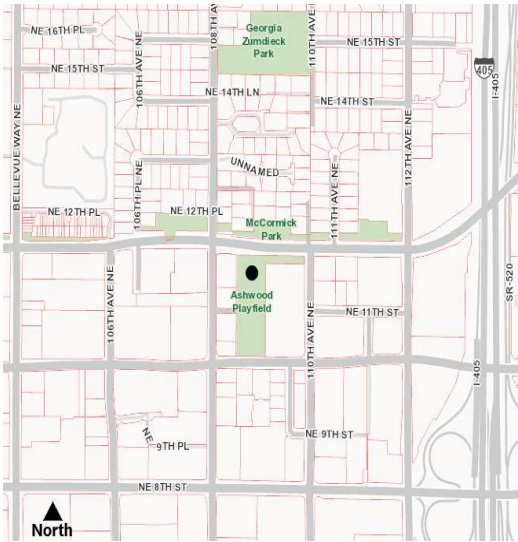 NE 16TH PL
106TH AVE NE
108TH AV
Georgia
Zumdieck
Park
110TH AVE NE
NE 15TH ST
NE 15TH ST
405
I-405
NE 14TH LN
NE 14TH ST
BELLEVUE WAY NE
112TH AVE NE
UNNAMED
106TH PL NE
111TH AVE NE
NE 12TH PL
NE 12TH PL
McCormick
Park
SR-520
106TH AVE NE
Ashwood
Playfield
NE 11TH ST
110TH AVE NE
I-405
NE
9TH PL
NE 9TH ST
NE 8TH ST
North